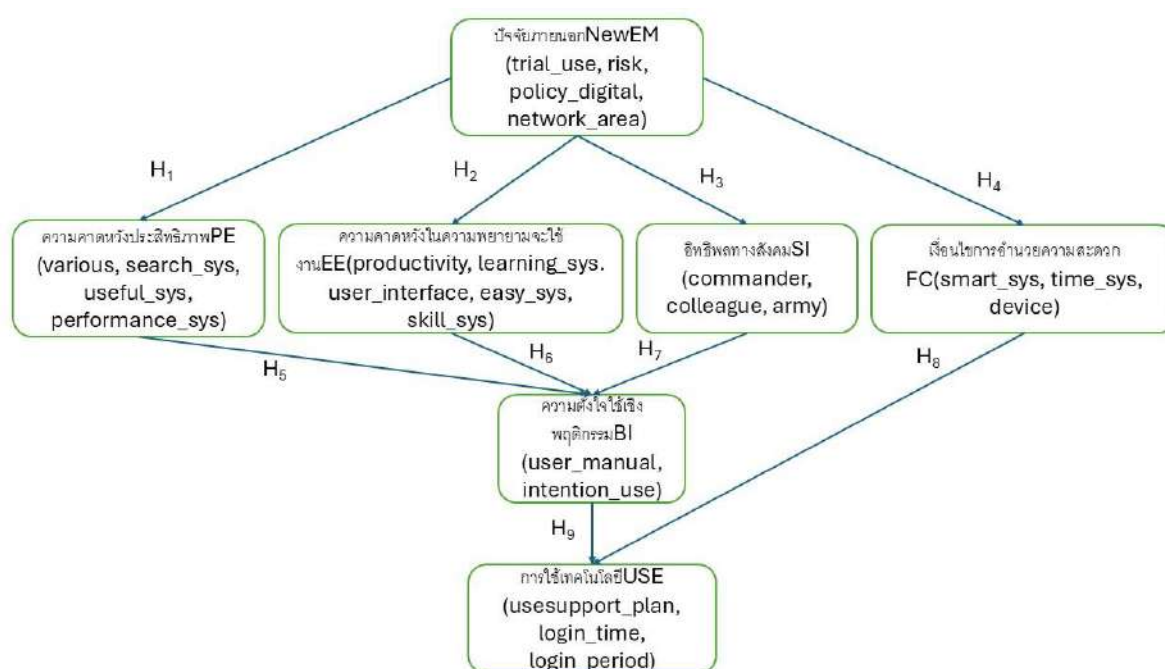 ปัจจัยภายนอกNewEM
(trial_use, risk,
policy_digital,
network_area)
H₁
H₂
H₃
H₄
ความคาดหวังประสิทธิภาพPE
(various, search_sys,
useful_sys,
performance_sys)
ความคาดหวังในความพยายามจะใช้
งานEE(productivity, learning_sys.
user_interface, easy_sys,
skill_sys)
อิทธิพลทางสังคมSI
(commander,
colleague, army)
เงื่อนไขการอำนวยความสะดวก
FC(smart_sys, time_sys,
device)
H₅
H₆
H₇
H₈
ความตั้งใจใช้เชิง
พฤติกรรมBI
(user_manual,
intention_use)
H₉
การใช้เทคโนโลยีUSE
(usesupport_plan,
login_time,
login_period)